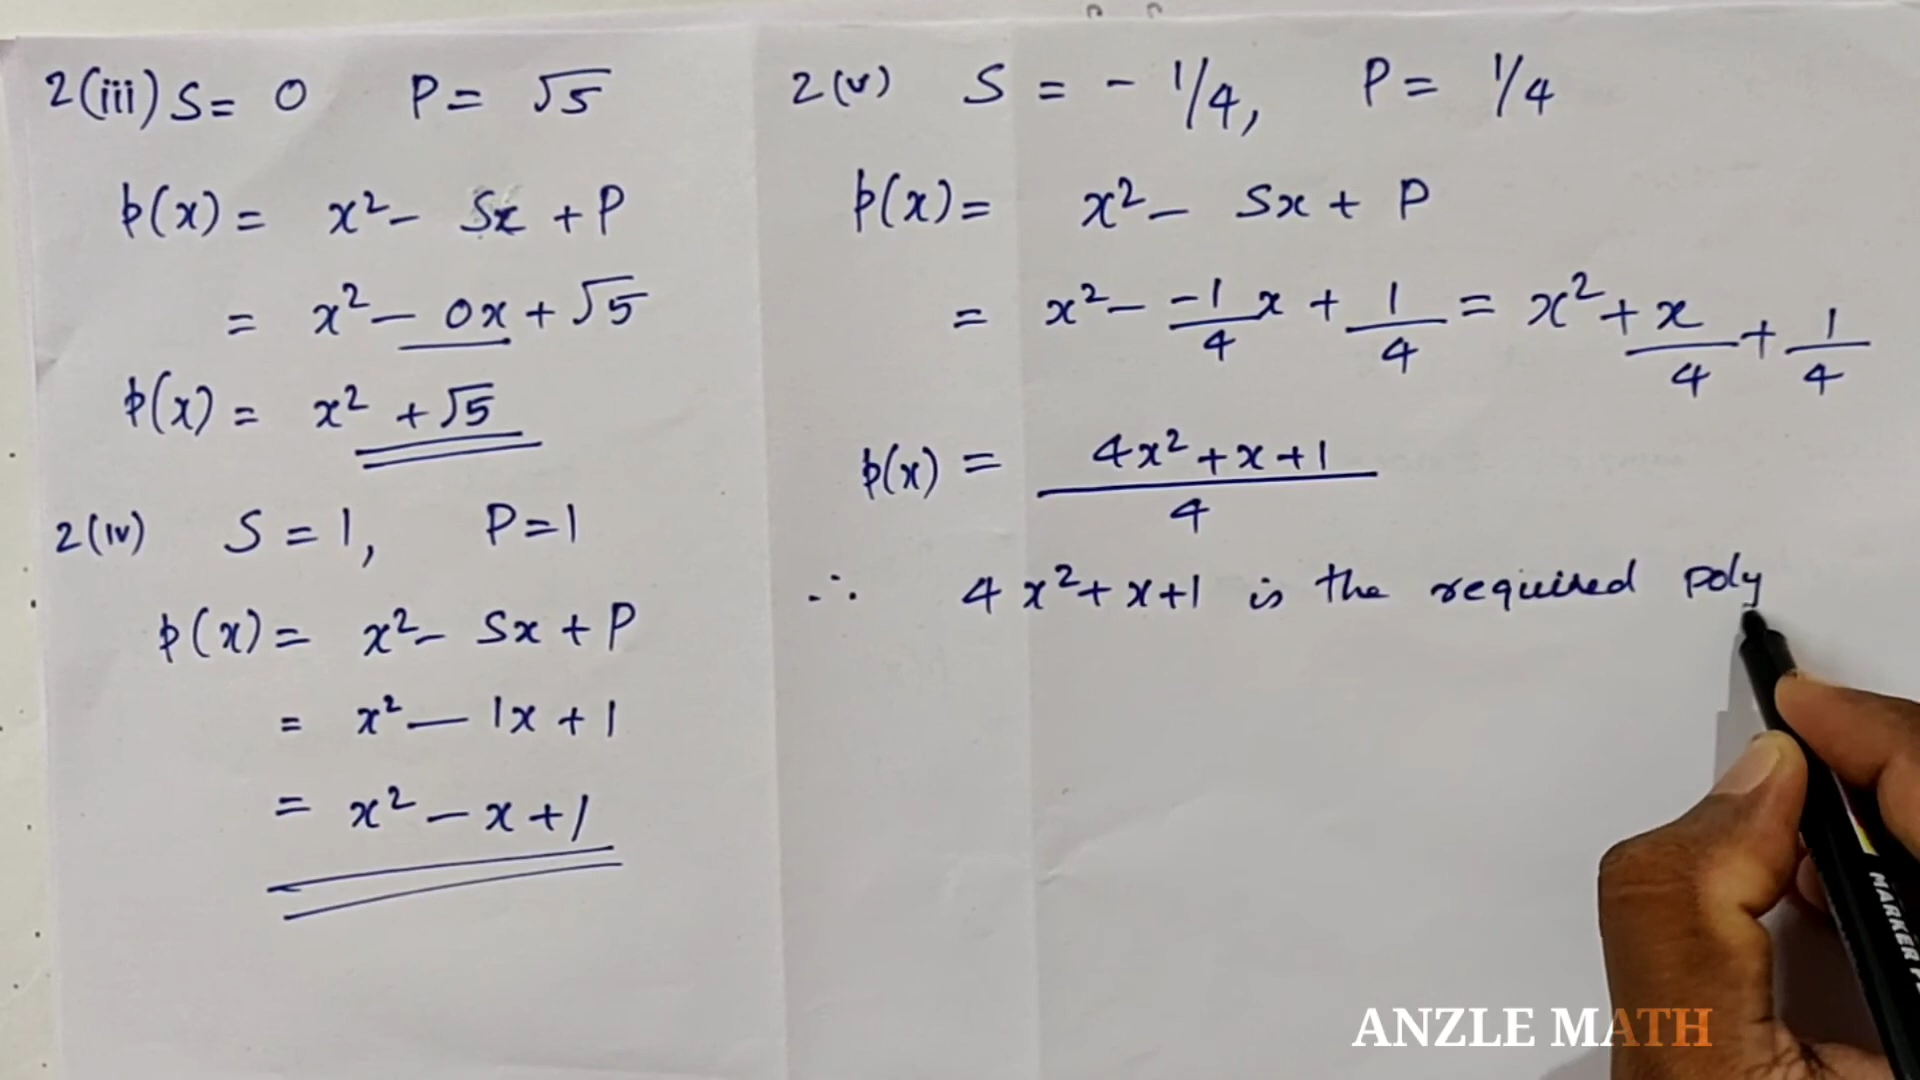 2(iii) S = 0 P = √5
p(x) = x² - Sx + P
= x² - 0x + √5
p(x) = x² + √5
2(iv) S = 1, P = 1
p(x) = x² - Sx + P
= x² - 1x + 1
= x² - x + 1
2(v) S = - 1/4, P = 1/4
p(x) = x² - Sx + P
= x² - -1/4 x + 1/4 = x² + x/4 + 1/4
p(x) = 4x² + x + 1 / 4
∴ 4x² + x + 1 is the required poly
MARKER P
ANZLE MATH